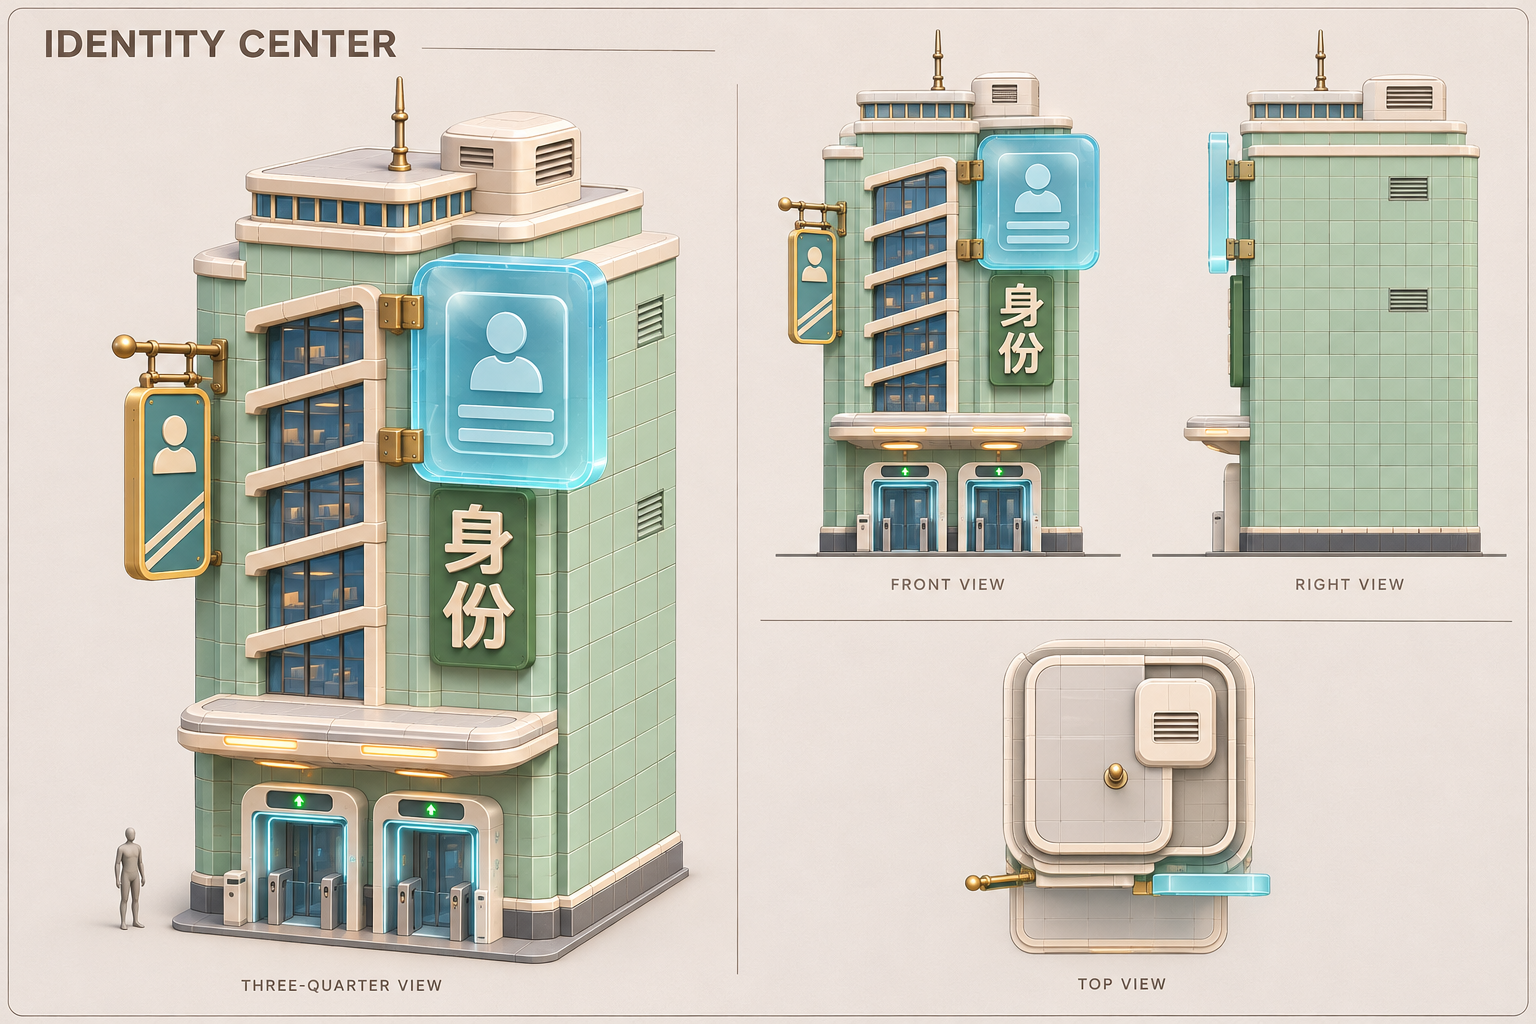 IDENTITY CENTER
身
份
THREE-QUARTER VIEW
身
份
FRONT VIEW
RIGHT VIEW
TOP VIEW